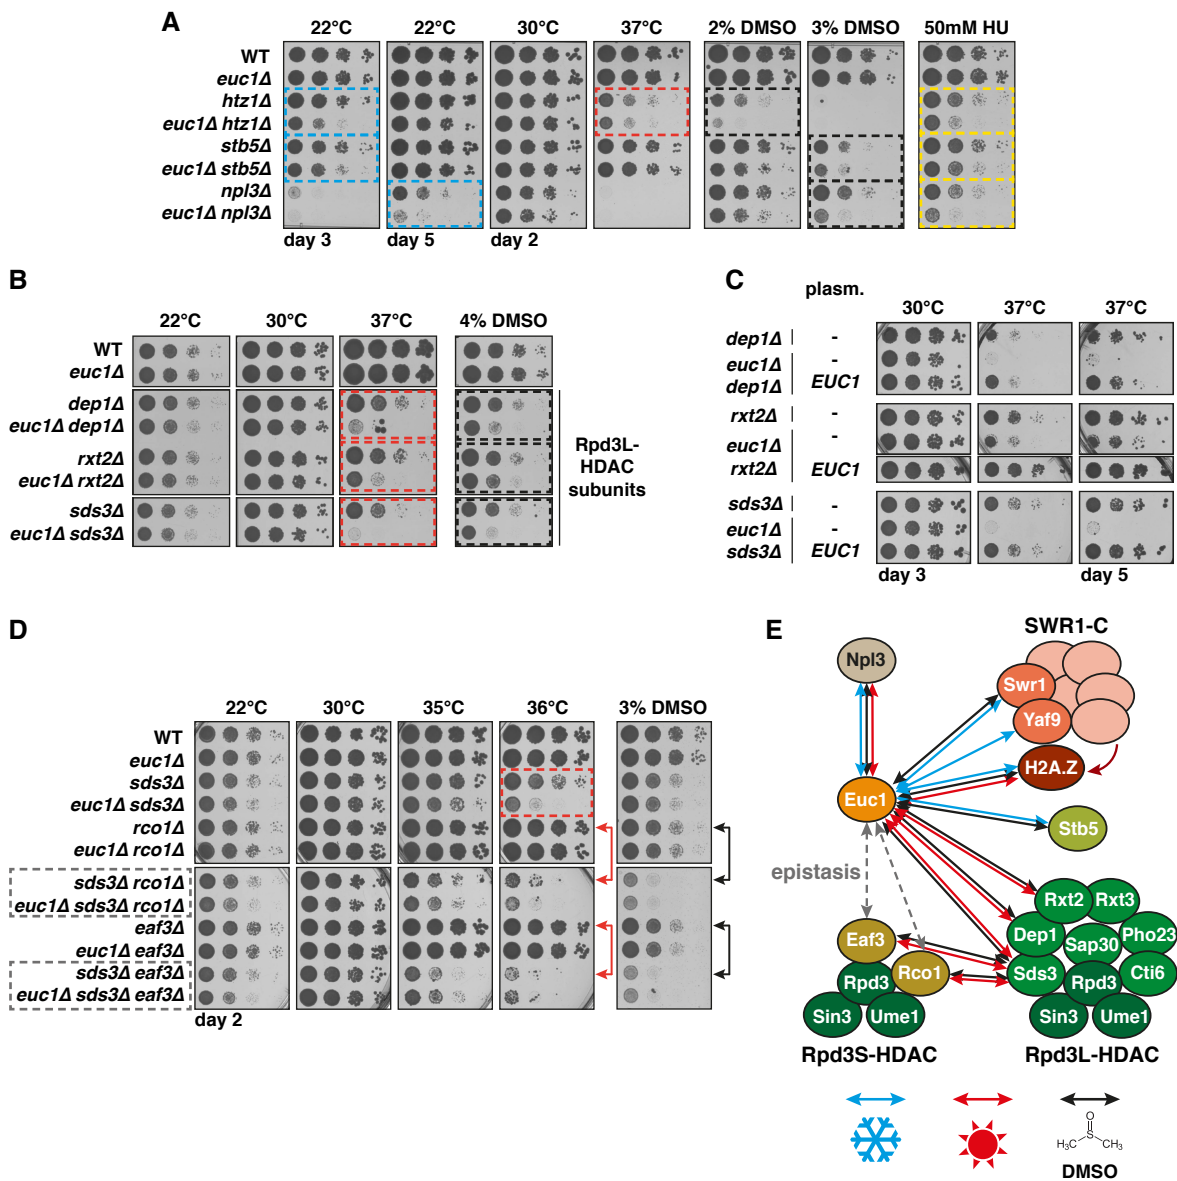 A
22°C 22°C 30°C 37°C 2% DMSO 3% DMSO 50mM HU
WT
euc1Δ
htz1Δ
euc1Δ htz1Δ
stb5Δ
euc1Δ stb5Δ
npl3Δ
euc1Δ npl3Δ
day 3 day 5 day 2
B
22°C 30°C 37°C 4% DMSO
WT
euc1Δ
dep1Δ
euc1Δ dep1Δ
rxt2Δ
euc1Δ rxt2Δ
sds3Δ
euc1Δ sds3Δ
Rpd3L-
HDAC
subunits
C
plasm.
30°C 37°C 37°C
dep1Δ -
euc1Δ -
dep1Δ EUC1
rxt2Δ -
euc1Δ -
rxt2Δ EUC1
sds3Δ -
euc1Δ -
sds3Δ EUC1
day 3 day 5
D
22°C 30°C 35°C 36°C 3% DMSO
WT
euc1Δ
sds3Δ
euc1Δ sds3Δ
rco1Δ
euc1Δ rco1Δ
sds3Δ rco1Δ
euc1Δ sds3Δ rco1Δ
eaf3Δ
euc1Δ eaf3Δ
sds3Δ eaf3Δ
euc1Δ sds3Δ eaf3Δ
day 2
E
SWR1-C
Npl3
Swr1
Yaf9
H2A.Z
Euc1
Stb5
epistasis
Rxt2 Rxt3
Eaf3 Dep1 Sap30 Pho23
Rco1 Sds3 Cti6
Rpd3 Rpd3
Sin3 Ume1 Sin3 Ume1
Rpd3S-HDAC Rpd3L-HDAC
O
S
H₃C CH₃
DMSO